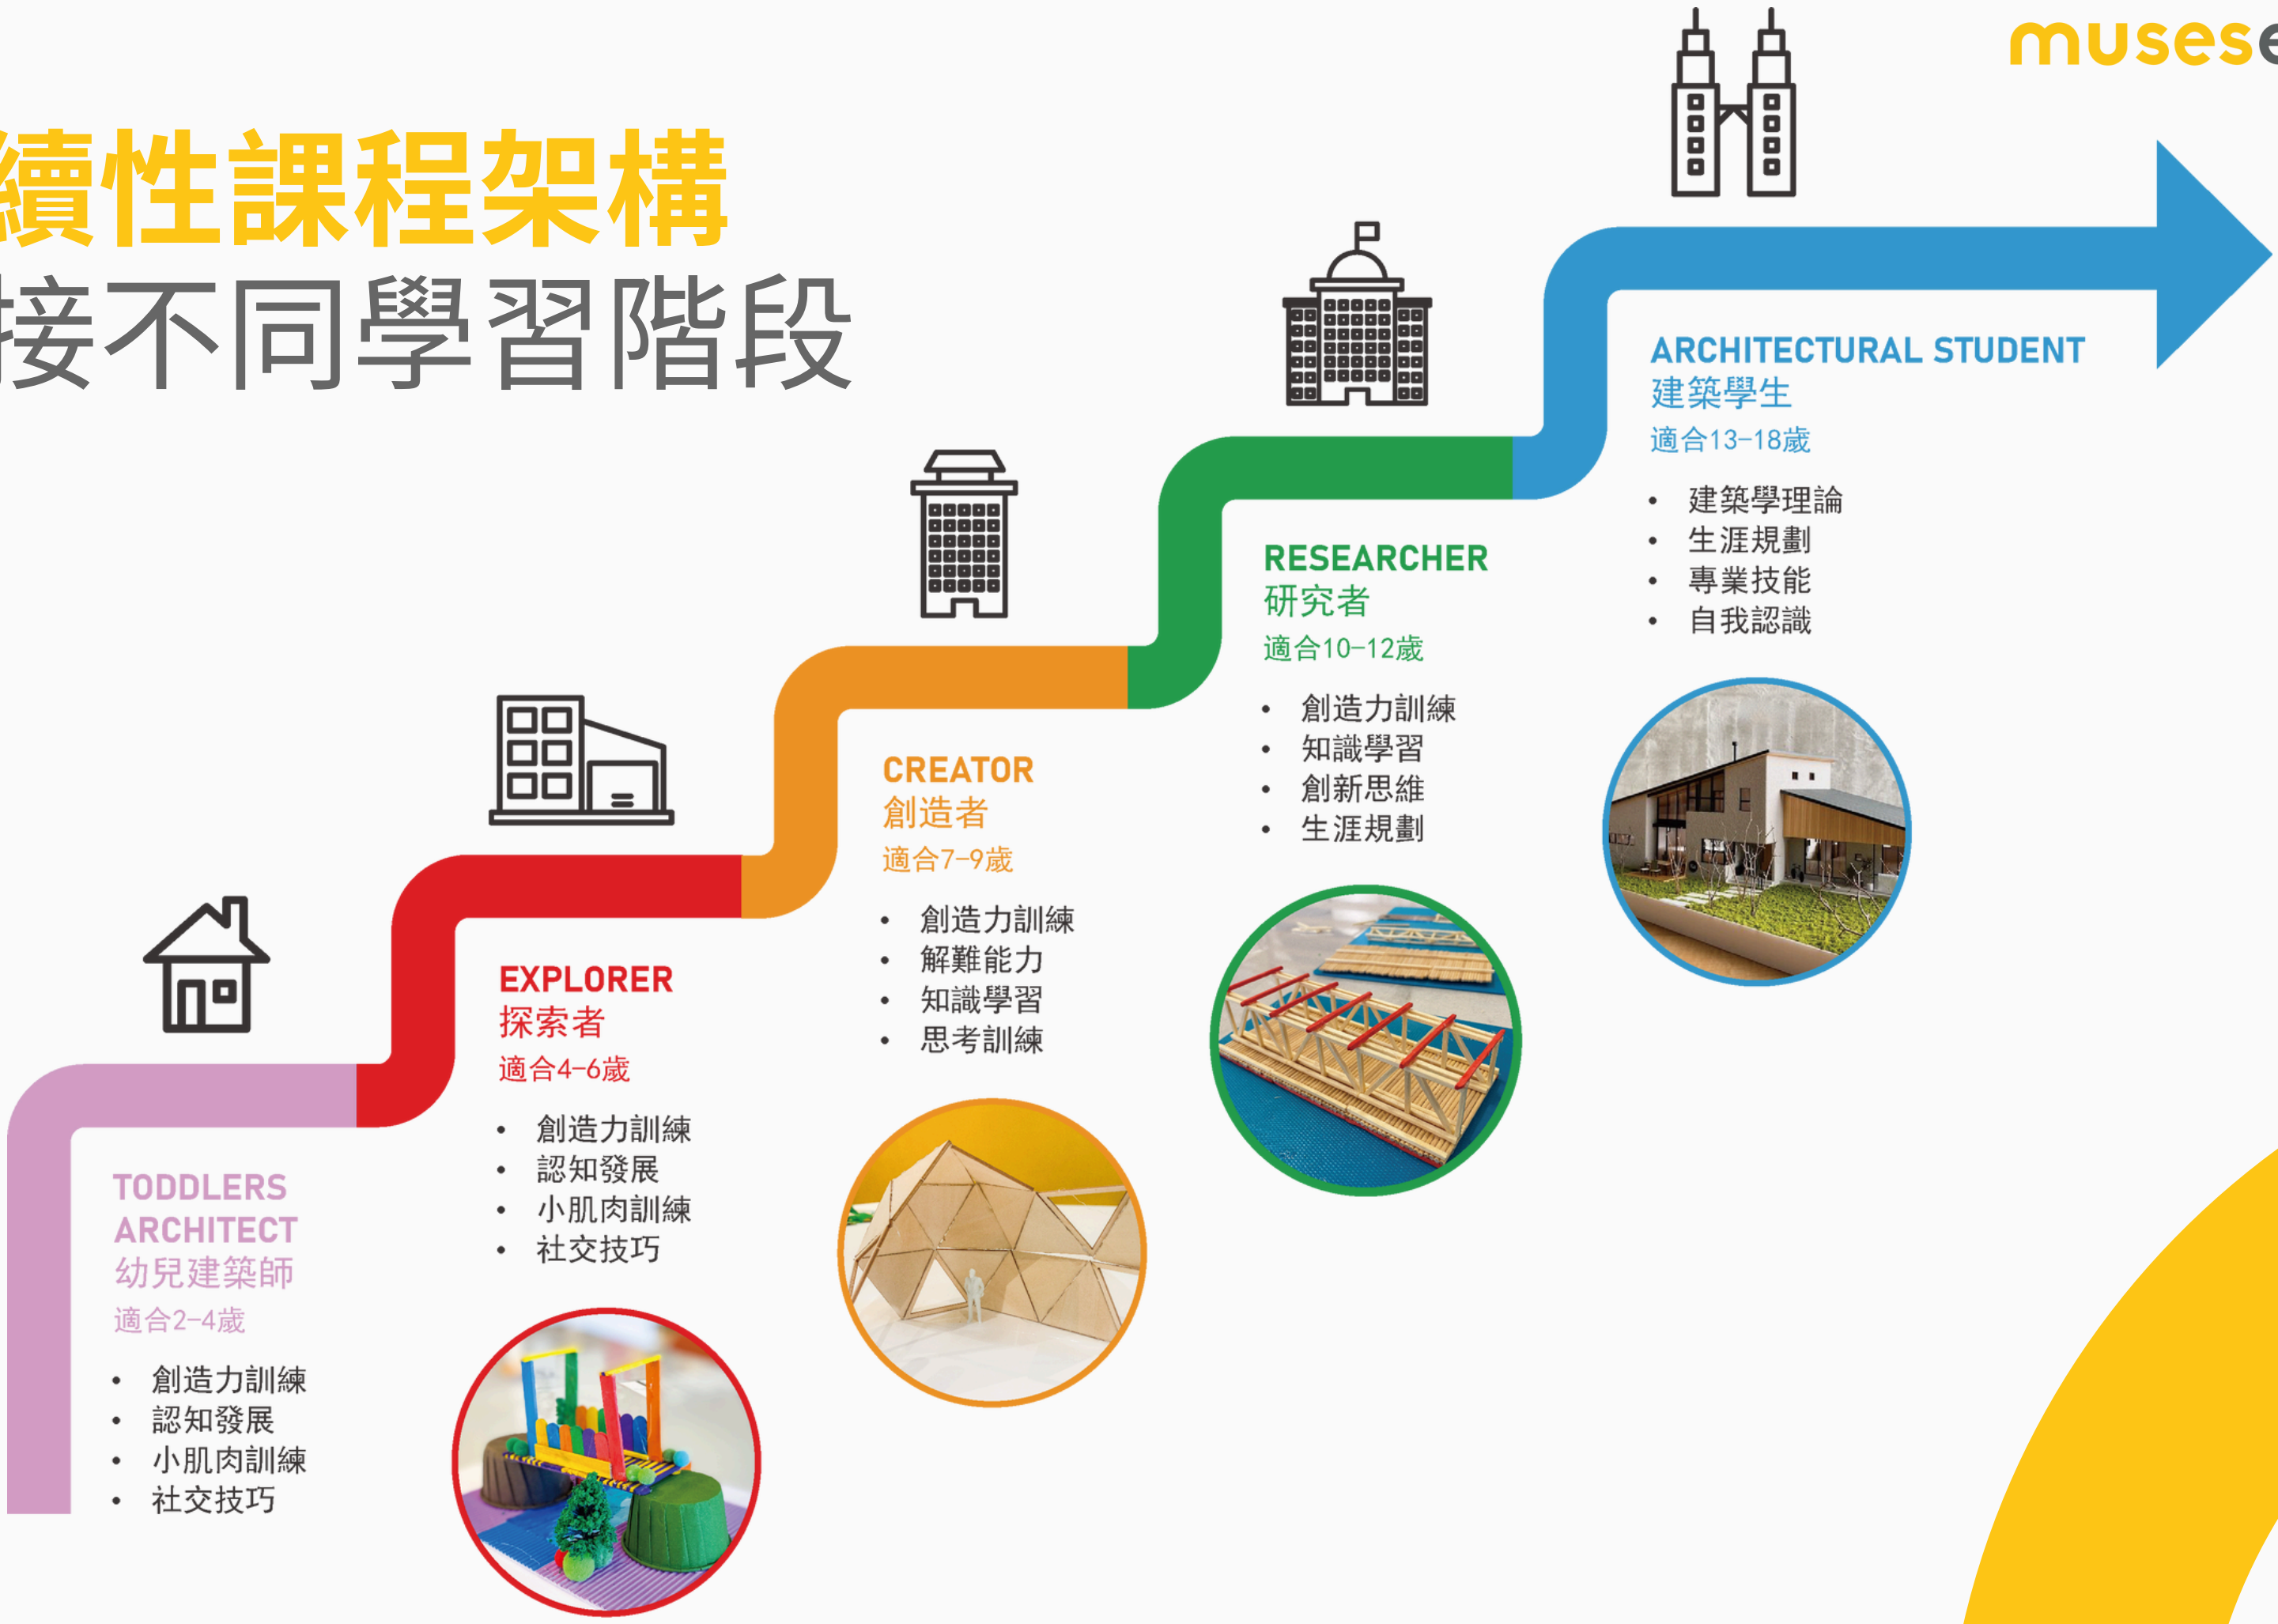 musese
續性課程架構
接不同學習階段
ARCHITECTURAL STUDENT
建築學生
適合13-18歲
• 建築學理論
• 生涯規劃
• 專業技能
• 自我認識
RESEARCHER
研究者
適合10-12歲
• 創造力訓練
• 知識學習
• 創新思維
• 生涯規劃
CREATOR
創造者
適合7-9歲
• 創造力訓練
• 解難能力
• 知識學習
• 思考訓練
EXPLORER
探索者
適合4-6歲
• 創造力訓練
• 認知發展
• 小肌肉訓練
• 社交技巧
TODDLERS
ARCHITECT
幼兒建築師
適合2-4歲
• 創造力訓練
• 認知發展
• 小肌肉訓練
• 社交技巧